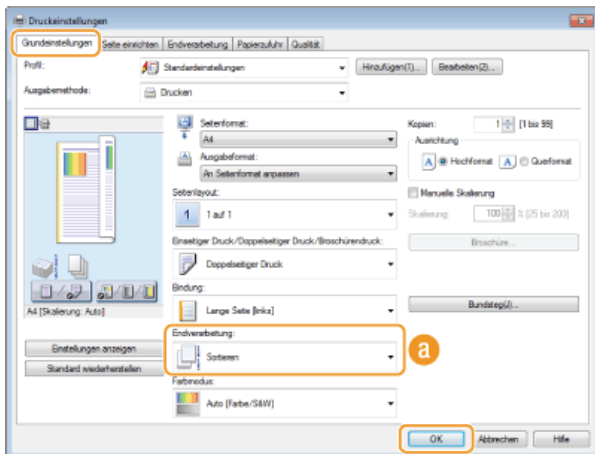 Druckeinstellungen
Grundeinstellungen Seite einrichten Endverarbeitung Papierzufuhr Qualität
Profil: Standardeinstellungen Hinzufügen(1)... Bearbeiten(2)...
Ausgabemethode: Drucken
Seitenformat: Kopien: 1 [1 bis 99]
A4 Ausrichtung
Ausgabeformat: A Hochformat A Querformat
An Seitenformat anpassen
Seitenlayout: Manuelle Skalierung
1 1 auf 1 Skalierung: 100 % [25 bis 200]
Einseitiger Druck/Doppelseitiger Druck/Broschürendruck: Broschüre...
Doppelseitiger Druck
Bindung:
A4 [Skalierung: Auto] Lange Seite [links] Bundsteg(J)...
Endverarbeitung:
Einstellungen anzeigen Sortieren a
Standard wiederherstellen
Farbmodus:
Auto [Farbe/S&W]
OK Abbrechen Hilfe